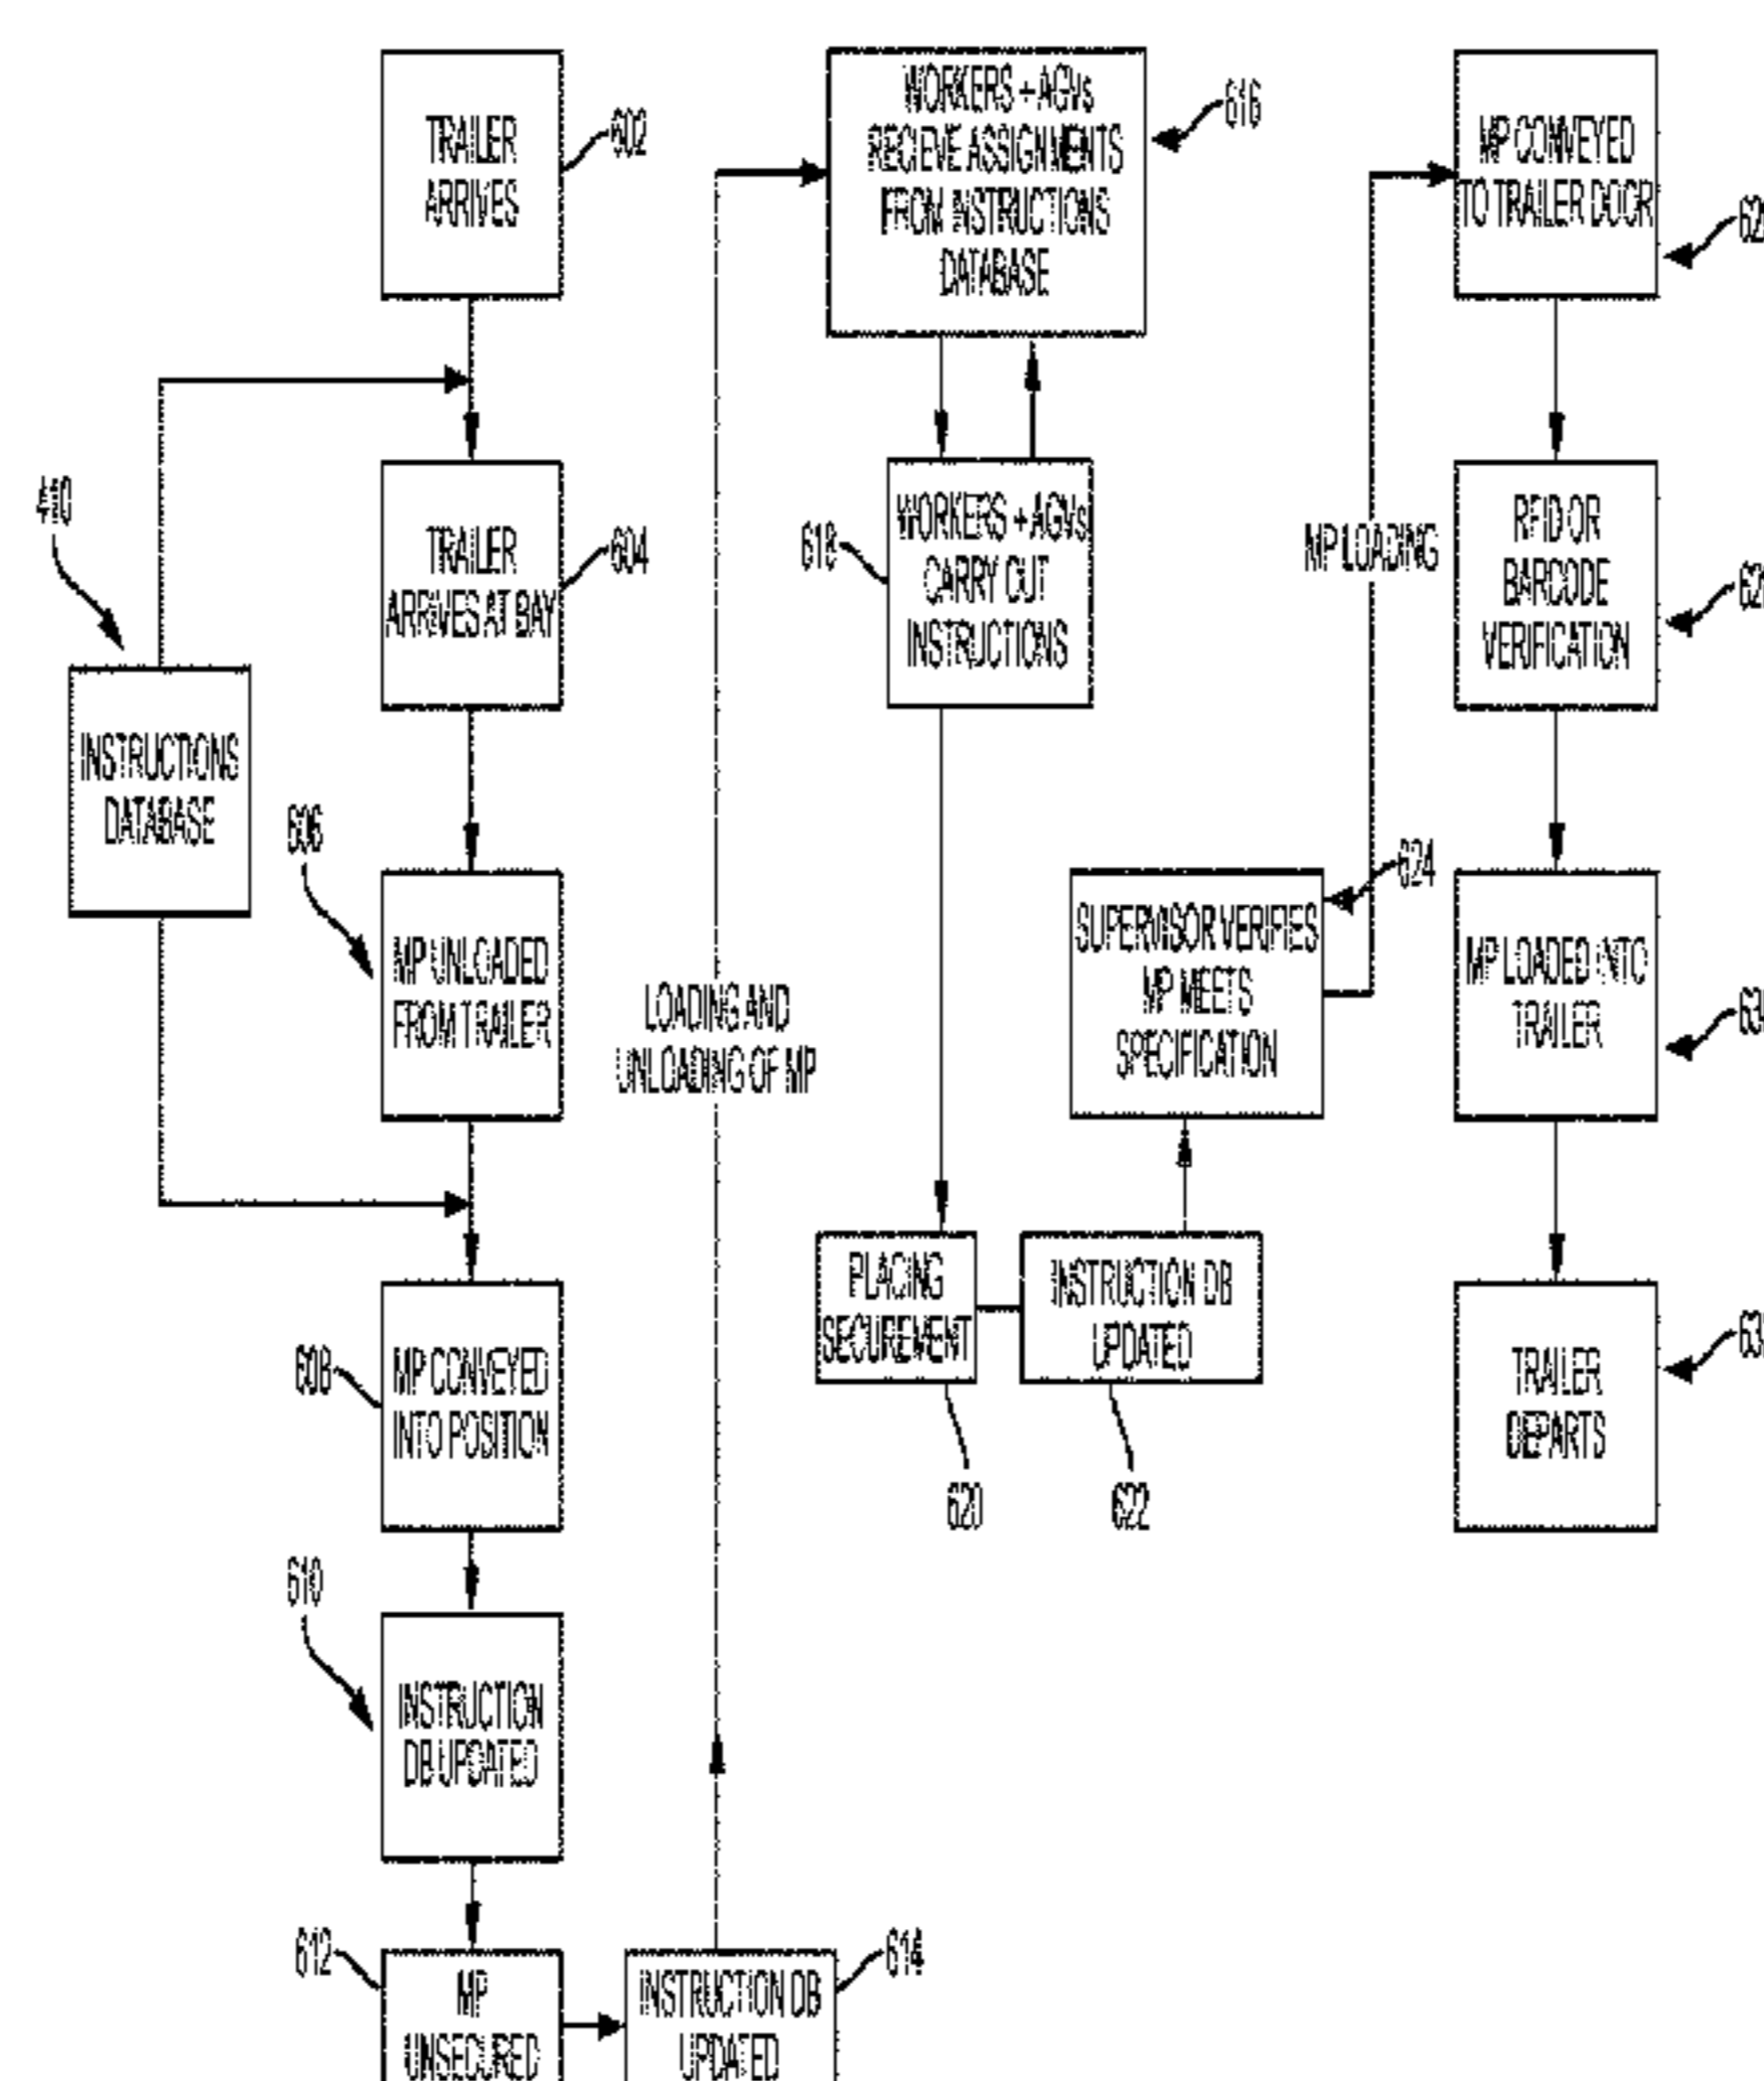 TRAILER
ARRIVES
602
TRAILER
ARRIVES AT BAY
604
410
INSTRUCTIONS
DATABASE
606
MP UNLOADED
FROM TRAILER
608
MP CONVEYED
INTO POSITION
610
INSTRUCTION
DB UPDATED
612
MP
UNSECURED
INSTRUCTION DB
UPDATED
614
LOADING AND
UNLOADING OF MP
WORKERS + AGVs
RECIEVE ASSIGNMENTS
FROM INSTRUCTIONS
DATABASE
616
618
WORKERS + AGVs
CARRY OUT
INSTRUCTIONS
PLACING
SECUREMENT
620
INSTRUCTION DB
UPDATED
622
SUPERVISOR VERIFIES
MP MEETS
SPECIFICATION
624
MP LOADING
MP CONVEYED
TO TRAILER DOOR
RFID OR
BARCODE
VERIFICATION
MP LOADED INTO
TRAILER
TRAILER
DEPARTS